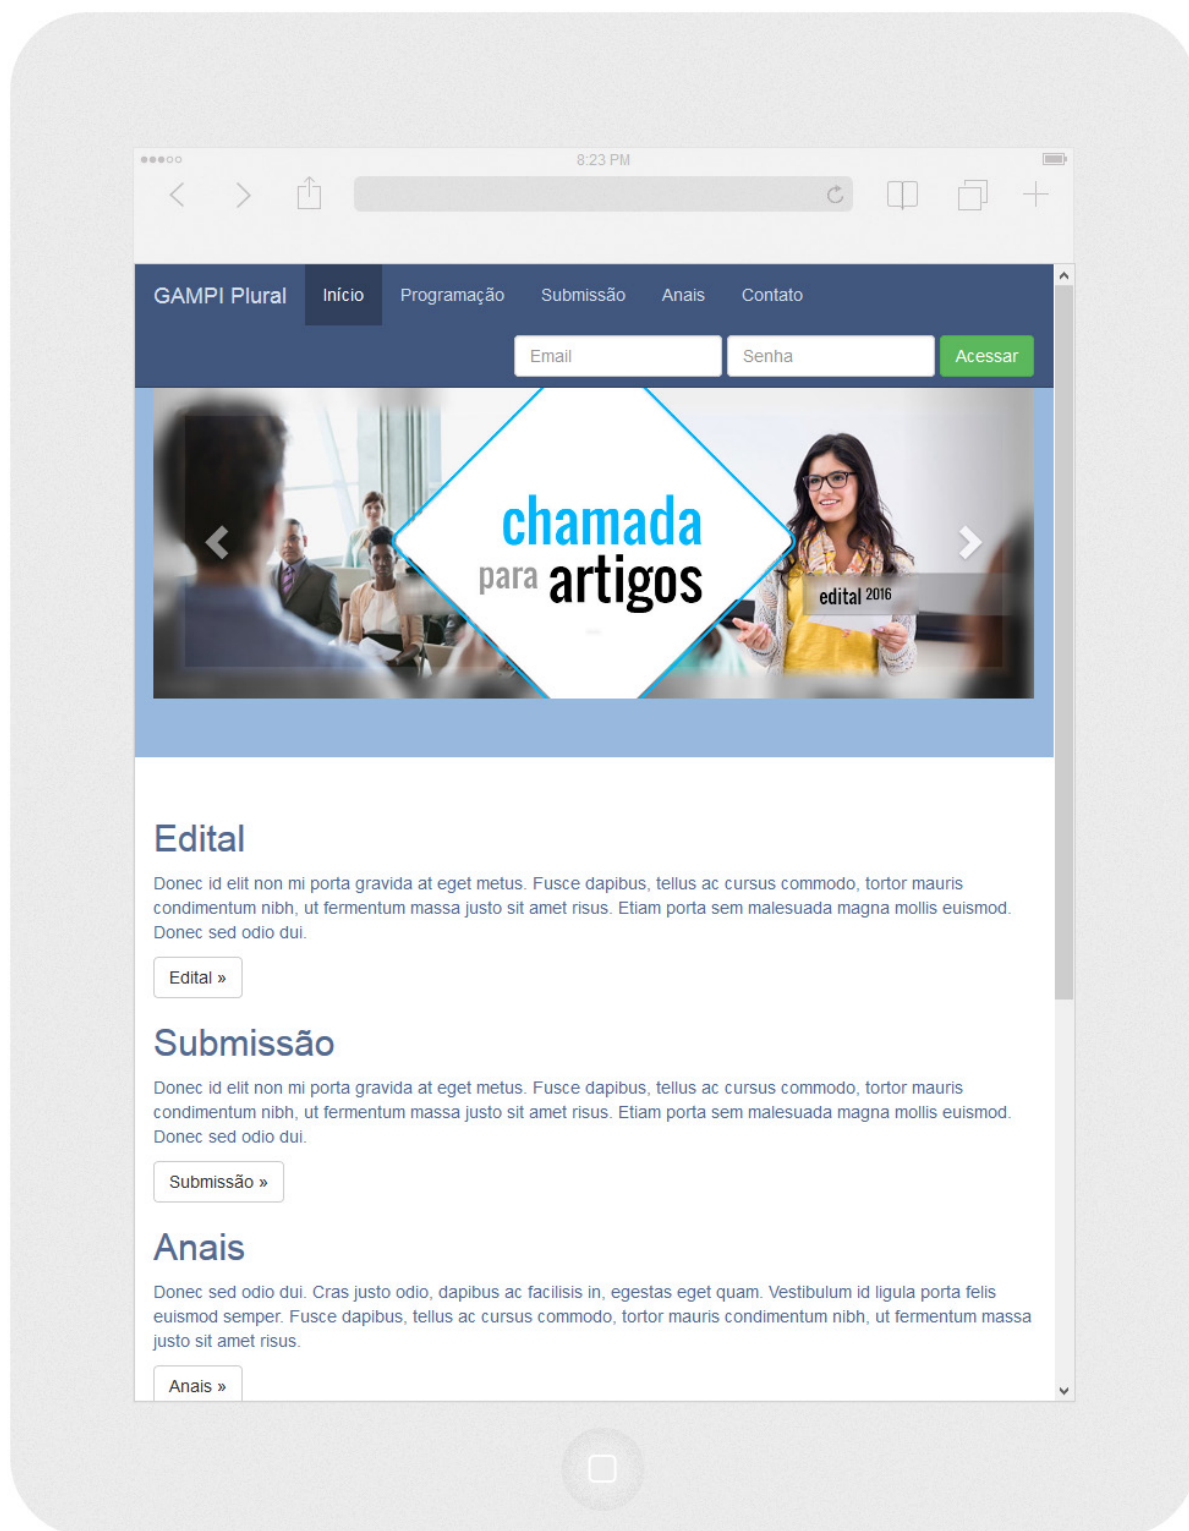 8:23 PM
GAMPI Plural Início Programação Submissão Anais Contato
Email Senha Acessar
chamada
para artigos
edital 2016
Edital
Donec id elit non mi porta gravida at eget metus. Fusce dapibus, tellus ac cursus commodo, tortor mauris
condimentum nibh, ut fermentum massa justo sit amet risus. Etiam porta sem malesuada magna mollis euismod.
Donec sed odio dui.
Edital »
Submissão
Donec id elit non mi porta gravida at eget metus. Fusce dapibus, tellus ac cursus commodo, tortor mauris
condimentum nibh, ut fermentum massa justo sit amet risus. Etiam porta sem malesuada magna mollis euismod.
Donec sed odio dui.
Submissão »
Anais
Donec sed odio dui. Cras justo odio, dapibus ac facilisis in, egestas eget quam. Vestibulum id ligula porta felis
euismod semper. Fusce dapibus, tellus ac cursus commodo, tortor mauris condimentum nibh, ut fermentum massa
justo sit amet risus.
Anais »